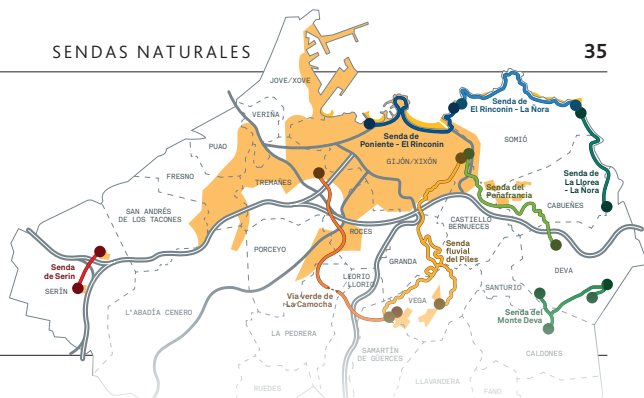 SENDAS NATURALES
35
JOVE/XOVE
VERIÑA
Senda de
El Rinconín - La Ñora
PUAO
Senda de
Poniente - El Rinconín
SOMIÓ
GIJÓN/XIXÓN
FRESNO
TREMAÑES
Senda de
La Llorea
- La Ñora
Senda del
Peñafrancia
CABUEÑES
SAN ANDRÉS
DE LOS TACONES
CASTIELLO
BERNUECES
ROCES
PORCEYO
Senda
fluvial
del Piles
GRANDA
DEVA
Senda
de Serín
SERÍN
LEORIO
/LLORIO
SANTURIO
Vía verde de
La Camocha
VEGA
L'ABADÍA CENERO
Senda del
Monte Deva
LA PEDRERA
SAMARTÍN
DE GÜERCES
CALDONES
LLAVANDERA
RUEDES
FANO